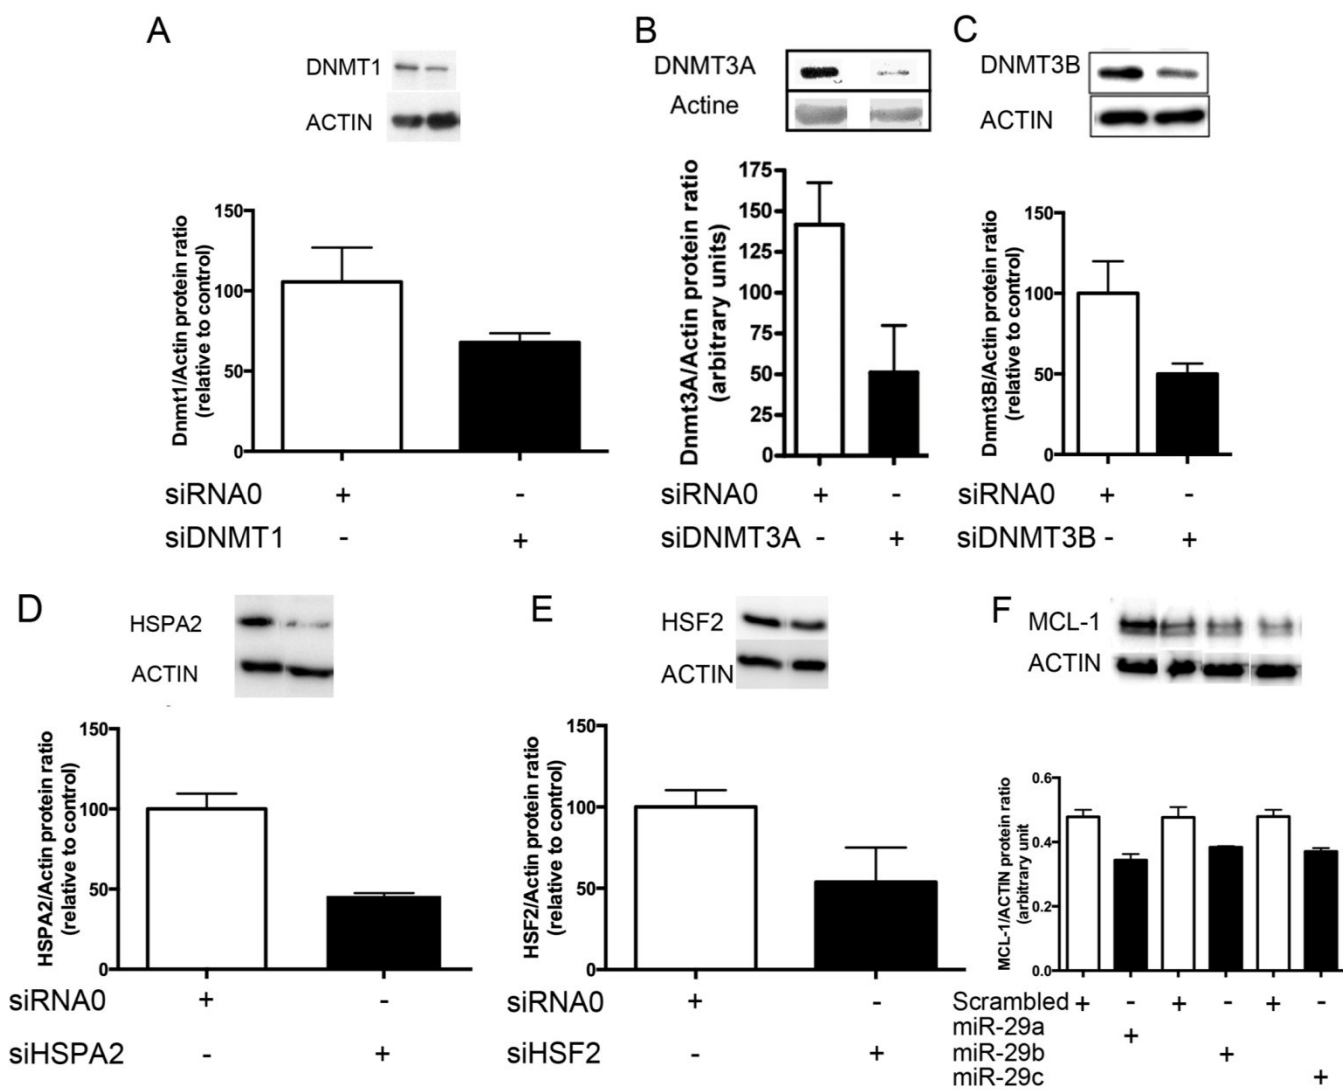 A
DNMT1
ACTIN
150
100
50
0
Dnmt1/Actin protein ratio
(relative to control)
siRNA0 + -
siDNMT1 - +
B
DNMT3A
Actine
175
150
125
100
75
50
25
0
Dnmt3A/Actin protein ratio
(arbitrary units)
siRNA0 + -
siDNMT3A - +
C
DNMT3B
ACTIN
150
100
50
0
Dnmt3B/Actin protein ratio
(relative to control)
siRNA0 + -
siDNMT3B - +
D
HSPA2
ACTIN
150
100
50
0
HSPA2/Actin protein ratio
(relative to control)
siRNA0 + -
siHSPA2 - +
E
HSF2
ACTIN
150
100
50
0
HSF2/Actin protein ratio
(relative to control)
siRNA0 + -
siHSF2 - +
F
MCL-1
ACTIN
0.6
0.4
0.2
0.0
MCL-1/ACTIN protein ratio
(arbitrary unit
Scrambled + - + - + -
miR-29a +
miR-29b +
miR-29c +